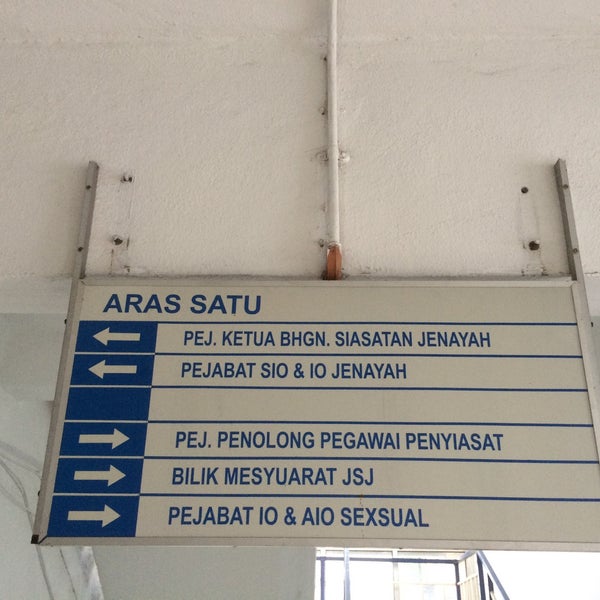 ARAS SATU
PEJ. KETUA BHGN. SIASATAN JENAYAH
PEJABAT SIO & IO JENAYAH
PEJ. PENOLONG PEGAWAI PENYIASAT
BILIK MESYUARAT JSJ
PEJABAT IO & AIO SEXSUAL